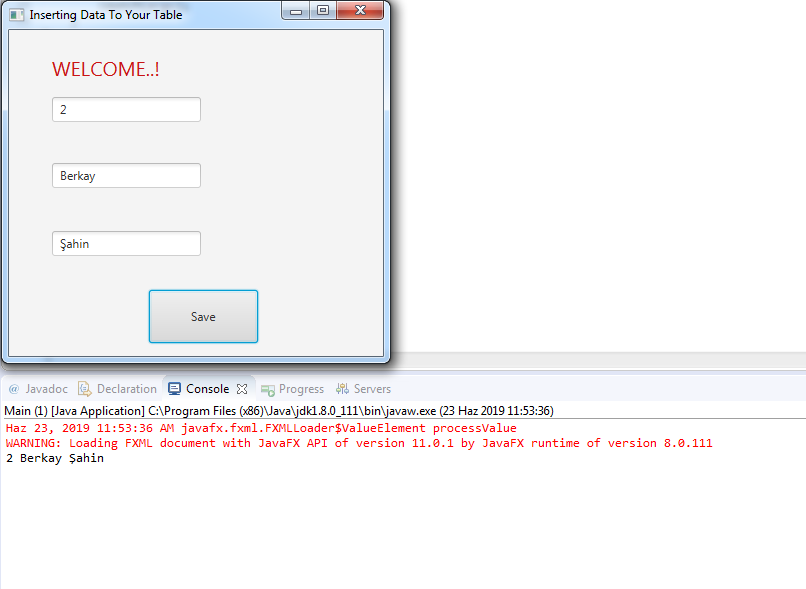 Inserting Data To Your Table
WELCOME..!
2
Berkay
Şahin
Save
@ Javadoc Declaration Console Progress Servers
Main (1) [Java Application] C:\Program Files (x86)\Java\jdk1.8.0_111\bin\javaw.exe (23 Haz 2019 11:53:36)
Haz 23, 2019 11:53:36 AM javafx.fxml.FXMLLoader$ValueElement processValue
WARNING: Loading FXML document with JavaFX API of version 11.0.1 by JavaFX runtime of version 8.0.111
2 Berkay Şahin